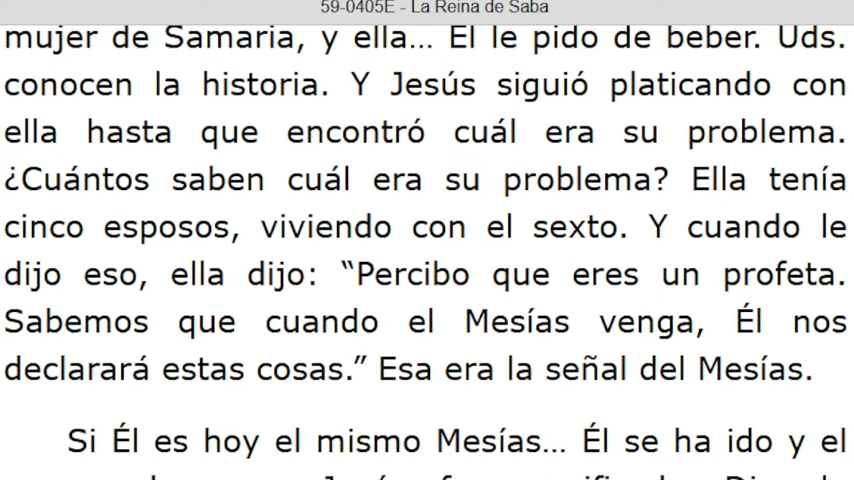 59-0405E - La Reina de Saba
mujer de Samaria, y ella… El le pido de beber. Uds.
conocen la historia. Y Jesús siguió platicando con
ella hasta que encontró cuál era su problema.
¿Cuántos saben cuál era su problema? Ella tenía
cinco esposos, viviendo con el sexto. Y cuando le
dijo eso, ella dijo: “Percibo que eres un profeta.
Sabemos que cuando el Mesías venga, Él nos
declarará estas cosas.” Esa era la señal del Mesías.
Si Él es hoy el mismo Mesías… Él se ha ido y el